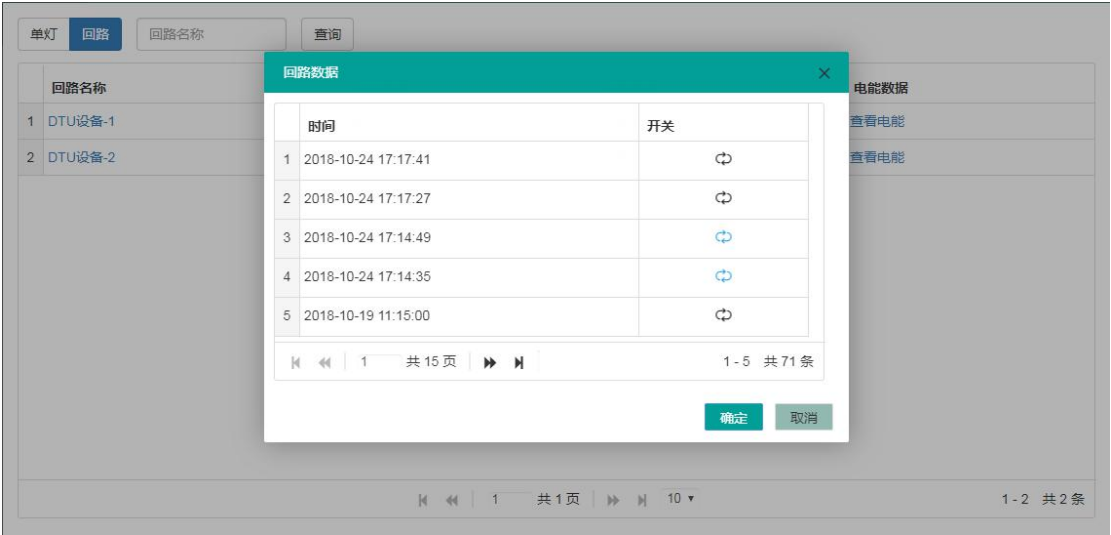 单灯 回路 回路名称 查询
回路数据
回路名称 电能数据
1 DTU设备-1 查看电能
2 DTU设备-2 查看电能
时间 开关
1 2018-10-24 17:17:41
2 2018-10-24 17:17:27
3 2018-10-24 17:14:49
4 2018-10-24 17:14:35
5 2018-10-19 11:15:00
1 共 15 页 1 - 5 共 71 条
确定 取消
1 共 1 页 10 1 - 2 共 2 条